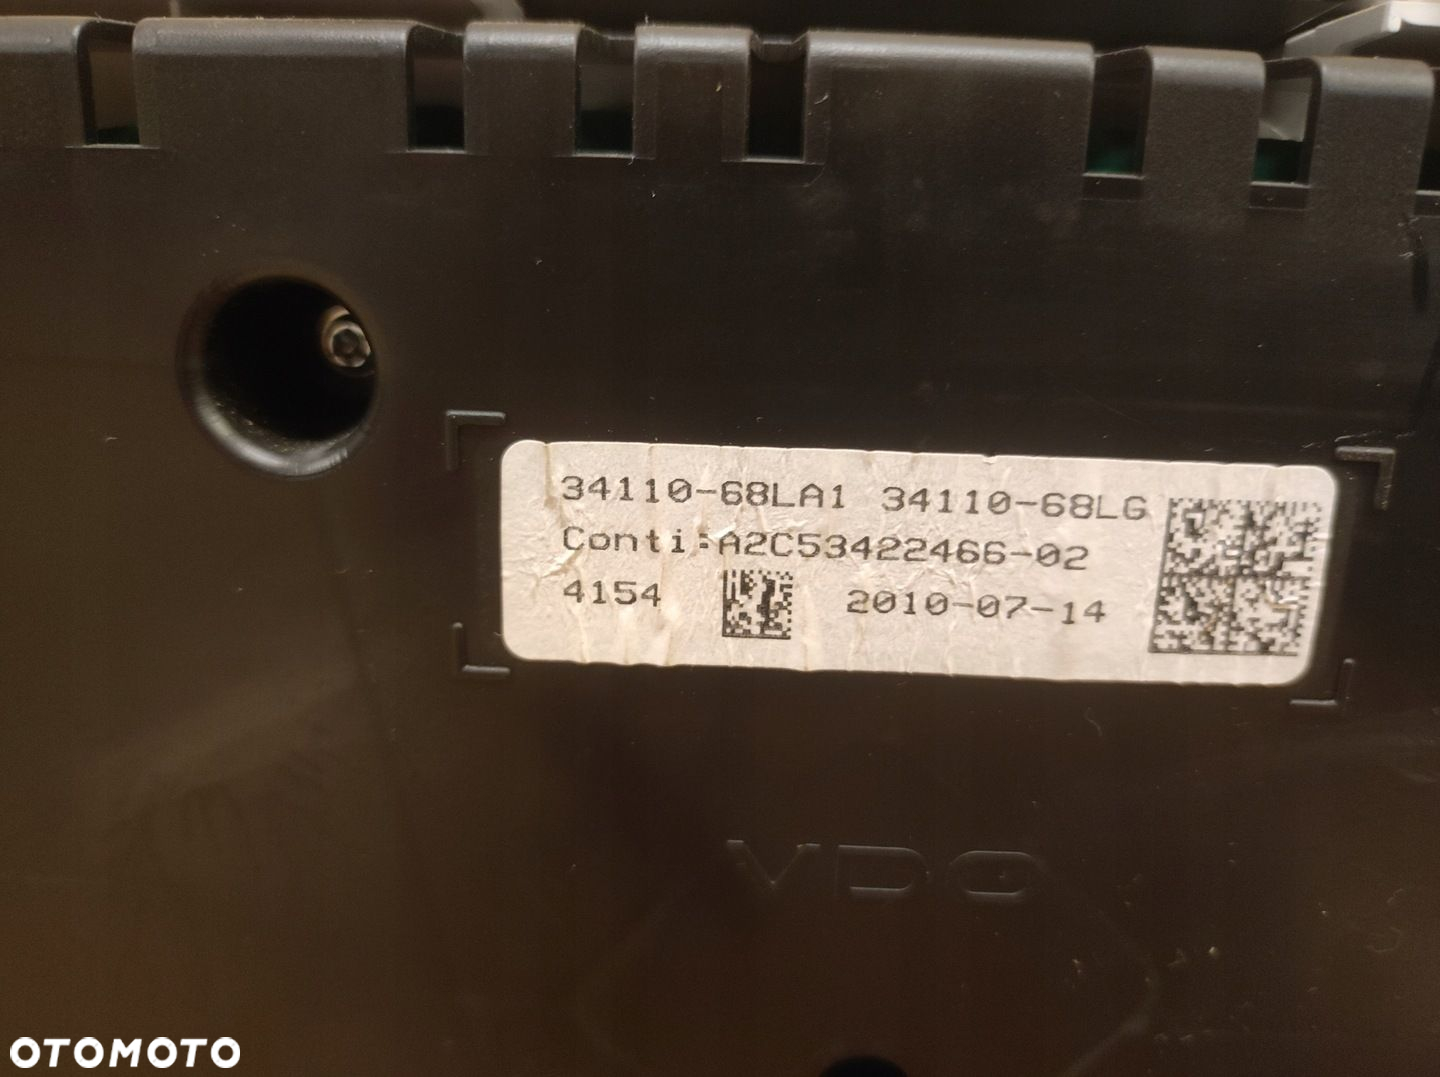 34110-68LA1 34110-68LG
Conti:A2C53422466-02
4154 2010-07-14
VDO
OTOMOTO